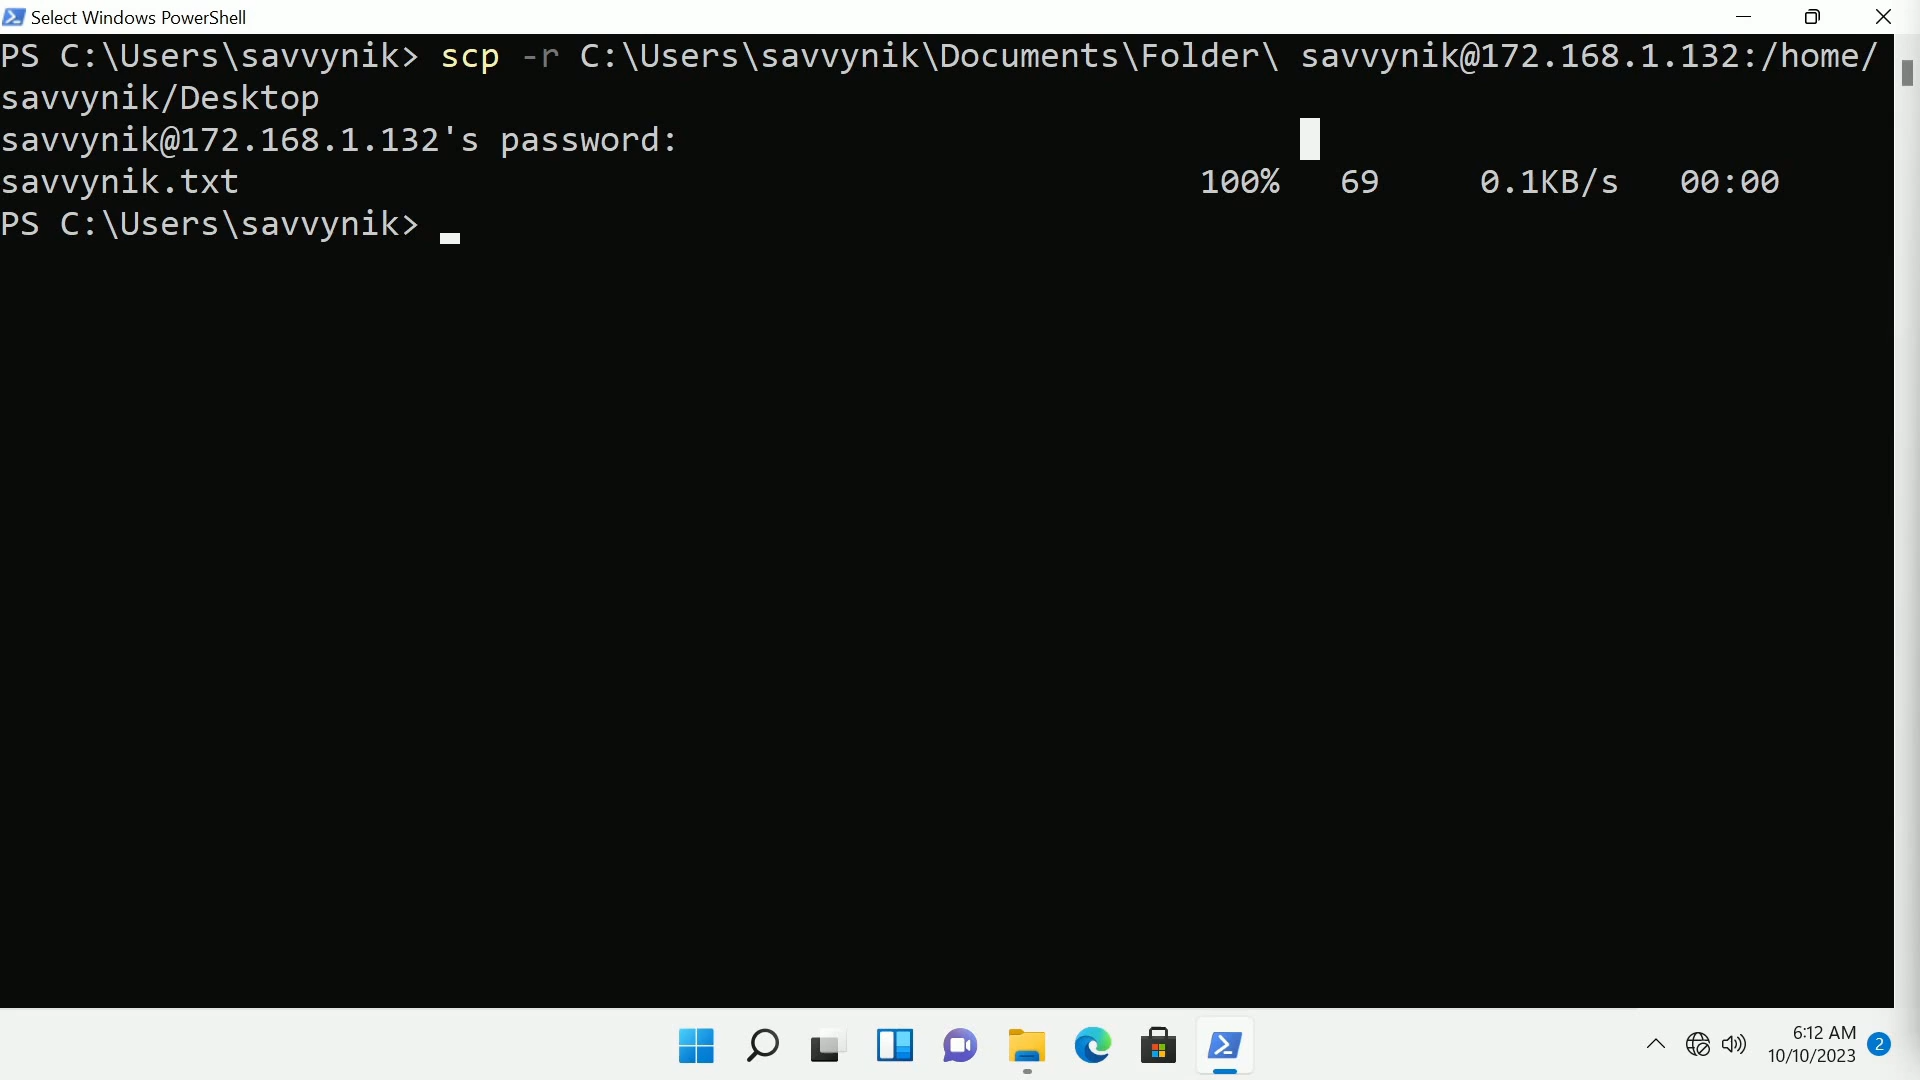 Select Windows PowerShell
PS C:\Users\savvynik> scp -r C:\Users\savvynik\Documents\Folder\ savvynik@172.168.1.132:/home/
savvynik/Desktop
savvynik@172.168.1.132's password:
savvynik.txt 100% 69 0.1KB/s 00:00
PS C:\Users\savvynik>
6:12 AM
10/10/2023
2